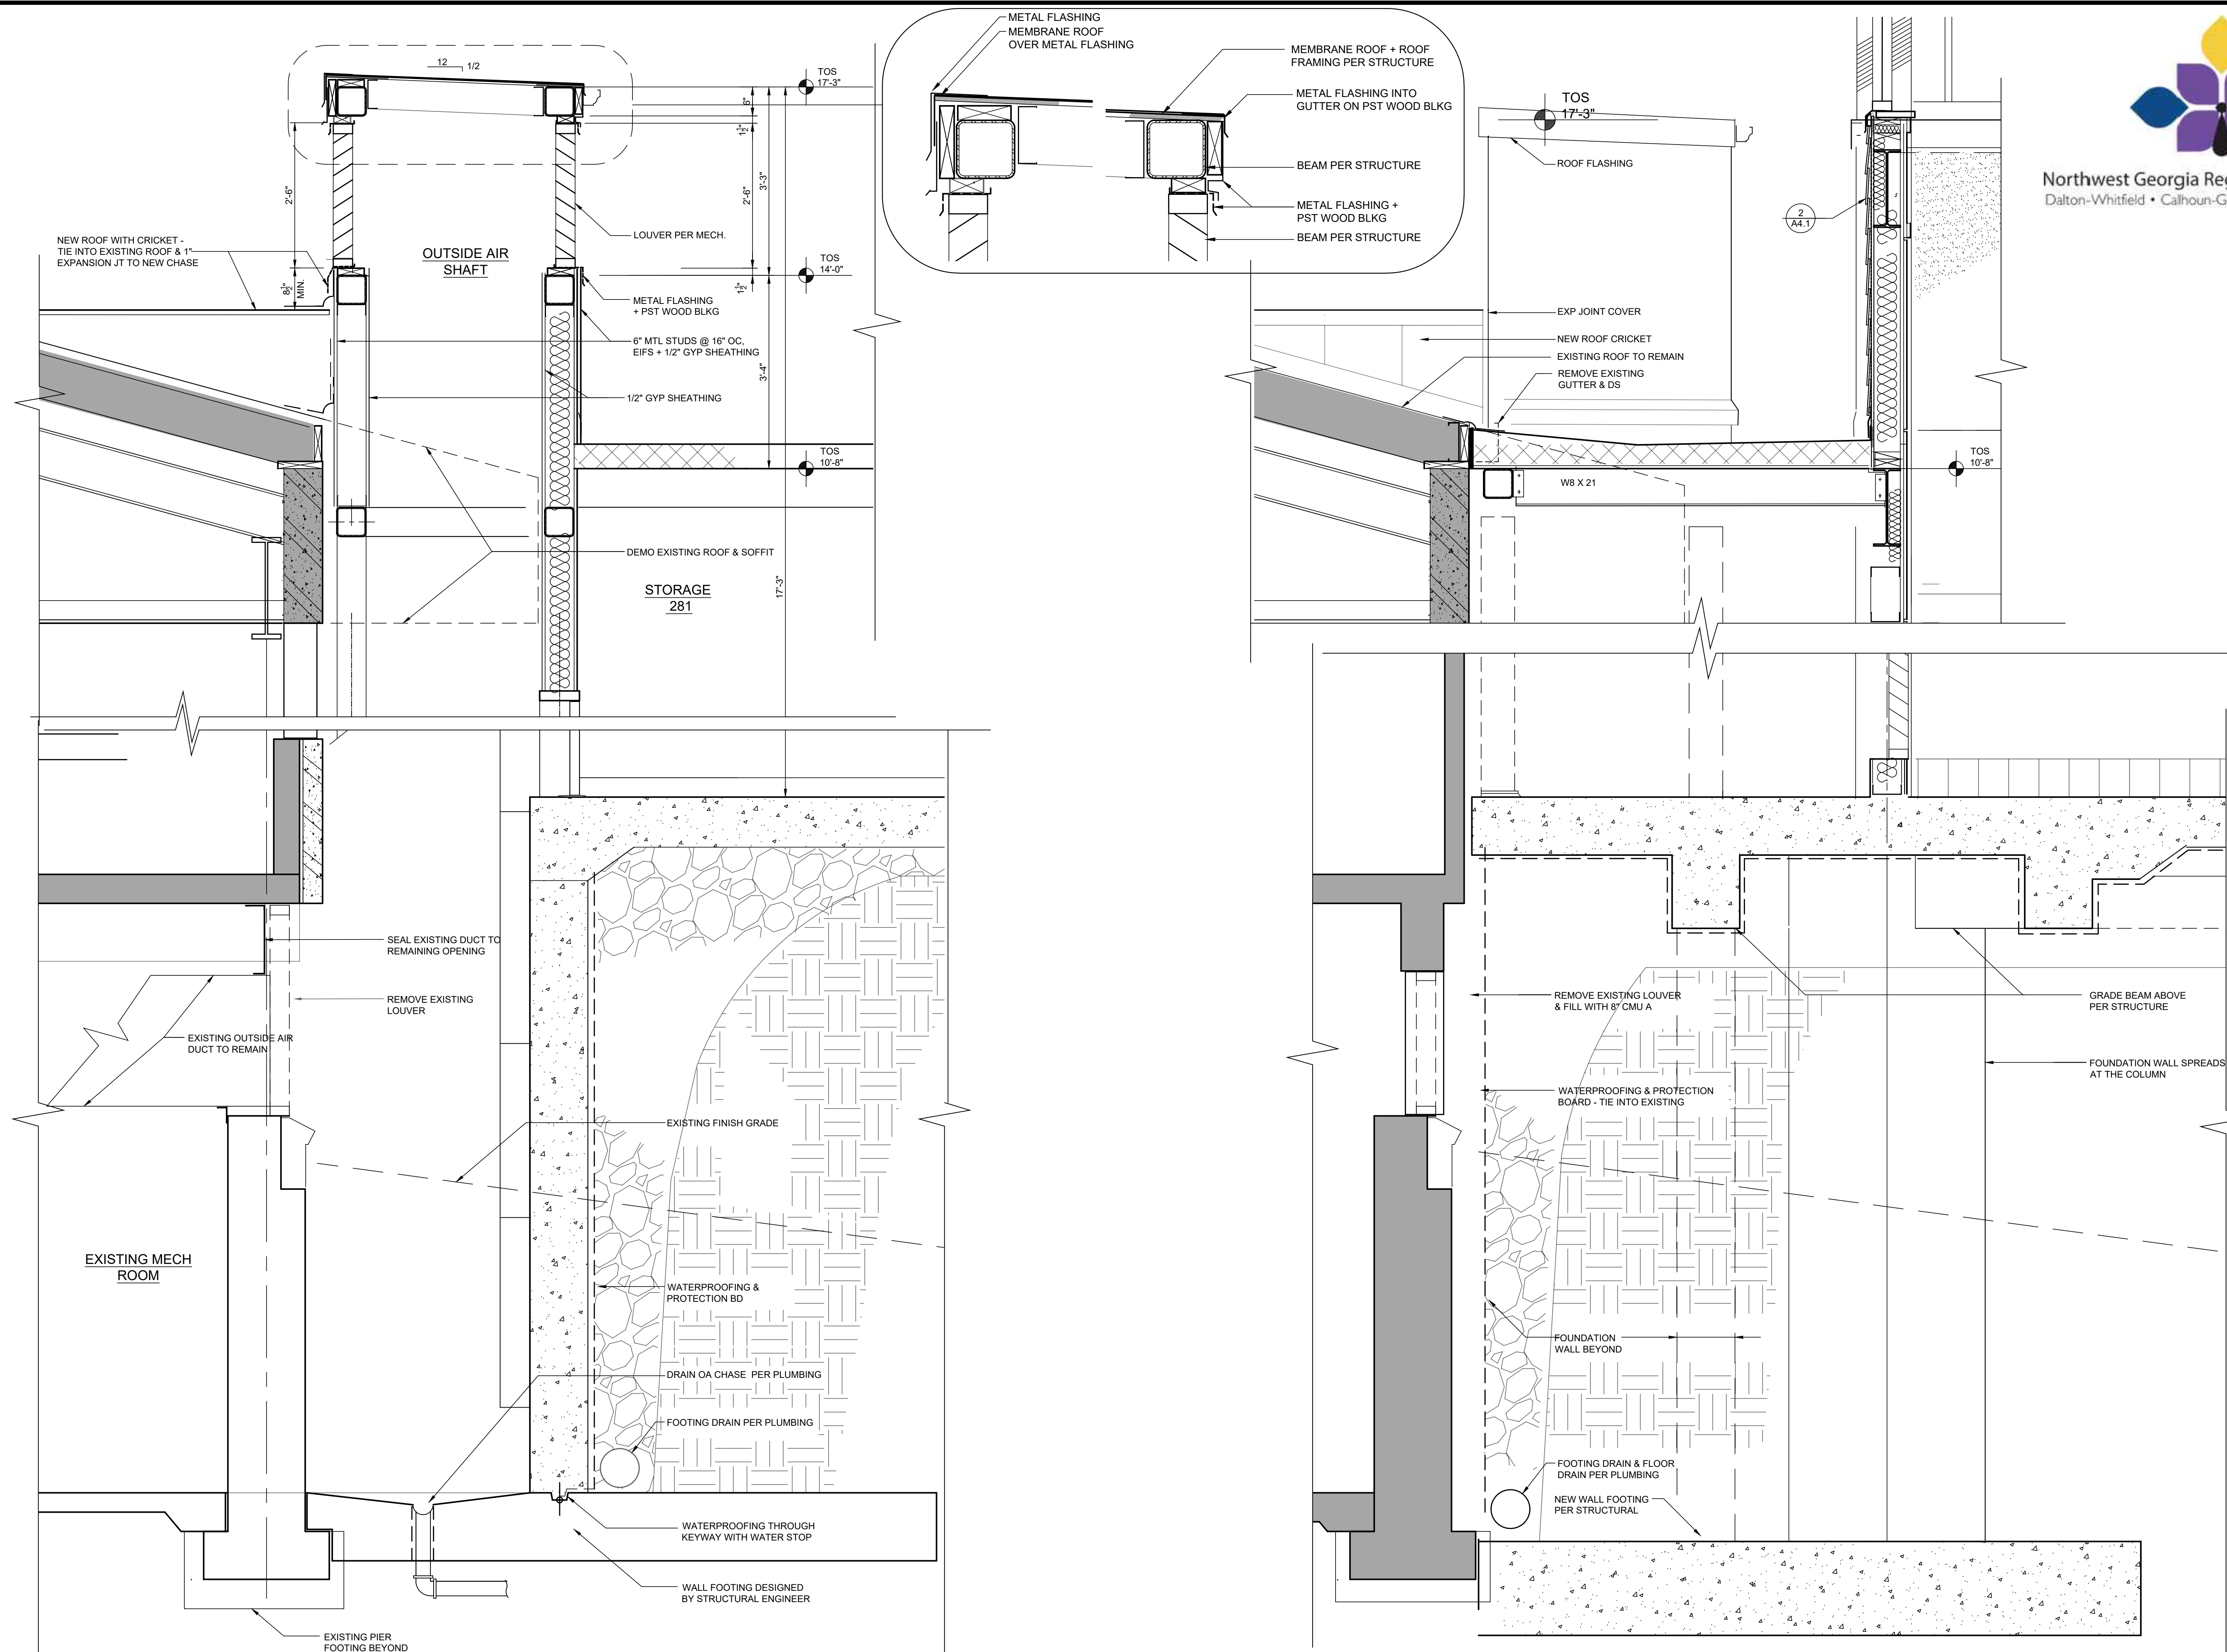 12
1/2
TOS
17'-3"
6"
1 1/2"
2'-6"
2'-6"
3'-3"
NEW ROOF WITH CRICKET -
TIE INTO EXISTING ROOF & 1"
EXPANSION JT TO NEW CHASE
OUTSIDE AIR
SHAFT
LOUVER PER MECH.
8 1/2"
MIN.
TOS
14'-0"
1 1/2"
METAL FLASHING
+ PST WOOD BLKG
6" MTL STUDS @ 16" OC,
EIFS + 1/2" GYP SHEATHING
3'-4"
1/2" GYP SHEATHING
TOS
10'-8"
DEMO EXISTING ROOF & SOFFIT
STORAGE
281
17'-3"
SEAL EXISTING DUCT TO
REMAINING OPENING
REMOVE EXISTING
LOUVER
EXISTING OUTSIDE AIR
DUCT TO REMAIN
EXISTING FINISH GRADE
EXISTING MECH
ROOM
WATERPROOFING &
PROTECTION BD
DRAIN OA CHASE PER PLUMBING
FOOTING DRAIN PER PLUMBING
WATERPROOFING THROUGH
KEYWAY WITH WATER STOP
WALL FOOTING DESIGNED
BY STRUCTURAL ENGINEER
EXISTING PIER
FOOTING BEYOND
METAL FLASHING
MEMBRANE ROOF
OVER METAL FLASHING
MEMBRANE ROOF + ROOF
FRAMING PER STRUCTURE
METAL FLASHING INTO
GUTTER ON PST WOOD BLKG
BEAM PER STRUCTURE
METAL FLASHING +
PST WOOD BLKG
BEAM PER STRUCTURE
TOS
17'-3"
ROOF FLASHING
2
A4.1
EXP JOINT COVER
NEW ROOF CRICKET
EXISTING ROOF TO REMAIN
REMOVE EXISTING
GUTTER & DS
W8 X 21
TOS
10'-8"
REMOVE EXISTING LOUVER
& FILL WITH 8" CMU A
GRADE BEAM ABOVE
PER STRUCTURE
FOUNDATION WALL SPREADS
AT THE COLUMN
WATERPROOFING & PROTECTION
BOARD - TIE INTO EXISTING
FOUNDATION
WALL BEYOND
FOOTING DRAIN & FLOOR
DRAIN PER PLUMBING
NEW WALL FOOTING
PER STRUCTURAL
Northwest Georgia Reg
Dalton-Whitfield • Calhoun-G